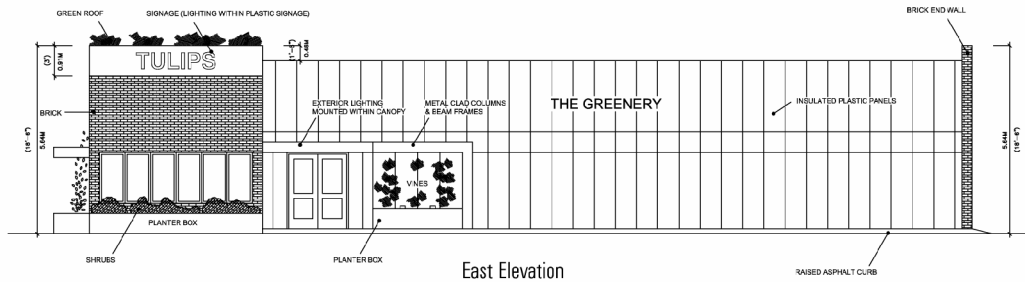 GREEN ROOF
SIGNAGE (LIGHTING WITHIN PLASTIC SIGNAGE)
BRICK END WALL
(3')
0.91M
TULIPS
(1'-6")
0.46M
EXTERIOR LIGHTING
MOUNTED WITHIN CANOPY
METAL CLAD COLUMNS
& BEAM FRAMES
THE GREENERY
INSULATED PLASTIC PANELS
BRICK
(18'-6")
5.64M
5.64M
(18'-6")
VINES
PLANTER BOX
SHRUBS
PLANTER BOX
East Elevation
RAISED ASPHALT CURB